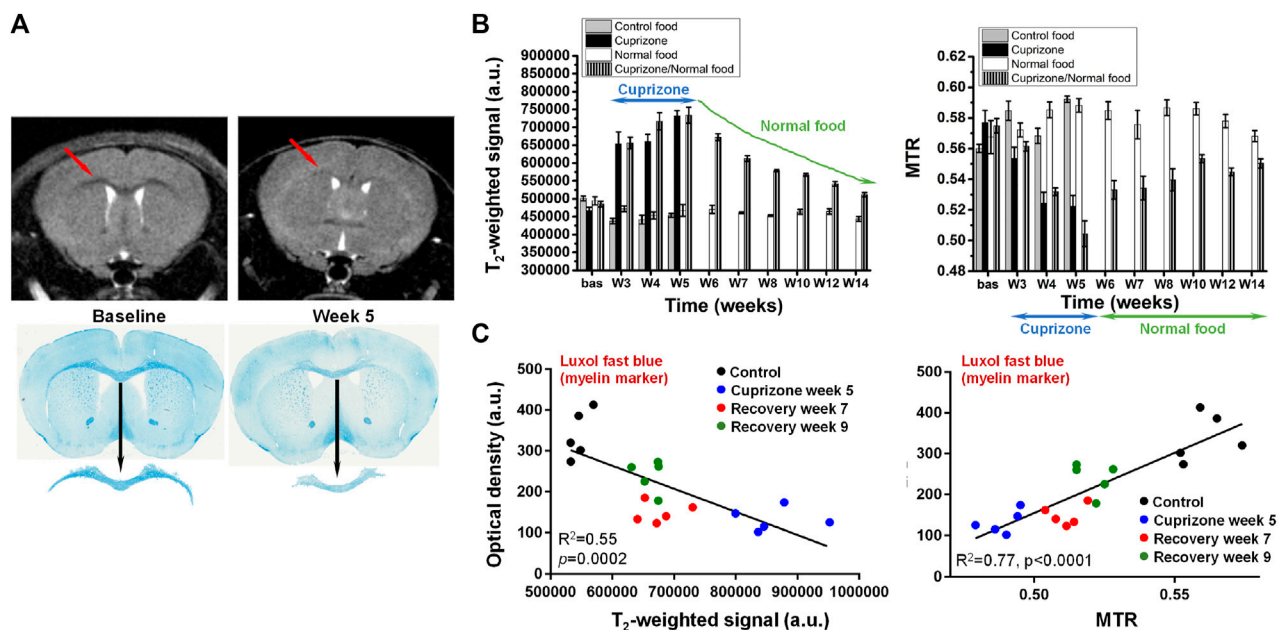 A
Baseline
Week 5
B
Control food
Cuprizone
Normal food
Cuprizone/Normal food
Cuprizone
Normal food
T2-weighted signal (a.u.)
900000
850000
800000
750000
700000
650000
600000
550000
500000
450000
400000
350000
300000
bas W3 W4 W5 W6 W7 W8 W10 W12 W14
Time (weeks)
Control food
Cuprizone
Normal food
Cuprizone/Normal food
MTR
0.62
0.60
0.58
0.56
0.54
0.52
0.50
0.48
bas W3 W4 W5 W6 W7 W8 W10 W12 W14
Time (weeks)
Cuprizone
Normal food
C
Luxol fast blue
(myelin marker)
Control
Cuprizone week 5
Recovery week 7
Recovery week 9
Optical density (a.u.)
500
400
300
200
100
0
R2=0.55
p=0.0002
500000 600000 700000 800000 900000 1000000
T2-weighted signal (a.u.)
Luxol fast blue
(myelin marker)
500
400
300
200
100
0
Control
Cuprizone week 5
Recovery week 7
Recovery week 9
R2=0.77, p<0.0001
0.50 0.55
MTR